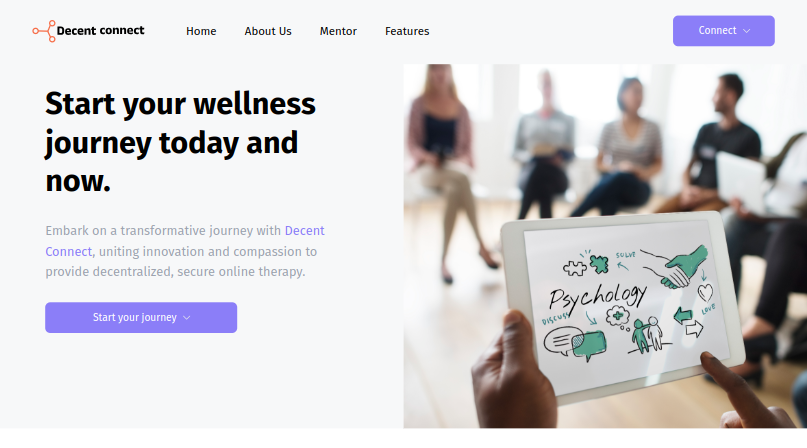 Decent connect
Home
About Us
Mentor
Features
Connect
Start your wellness
journey today and
now.
Embark on a transformative journey with Decent
Connect, uniting innovation and compassion to
provide decentralized, secure online therapy.
Start your journey
SOLVE
Psychology
DISCUSS
LOVE